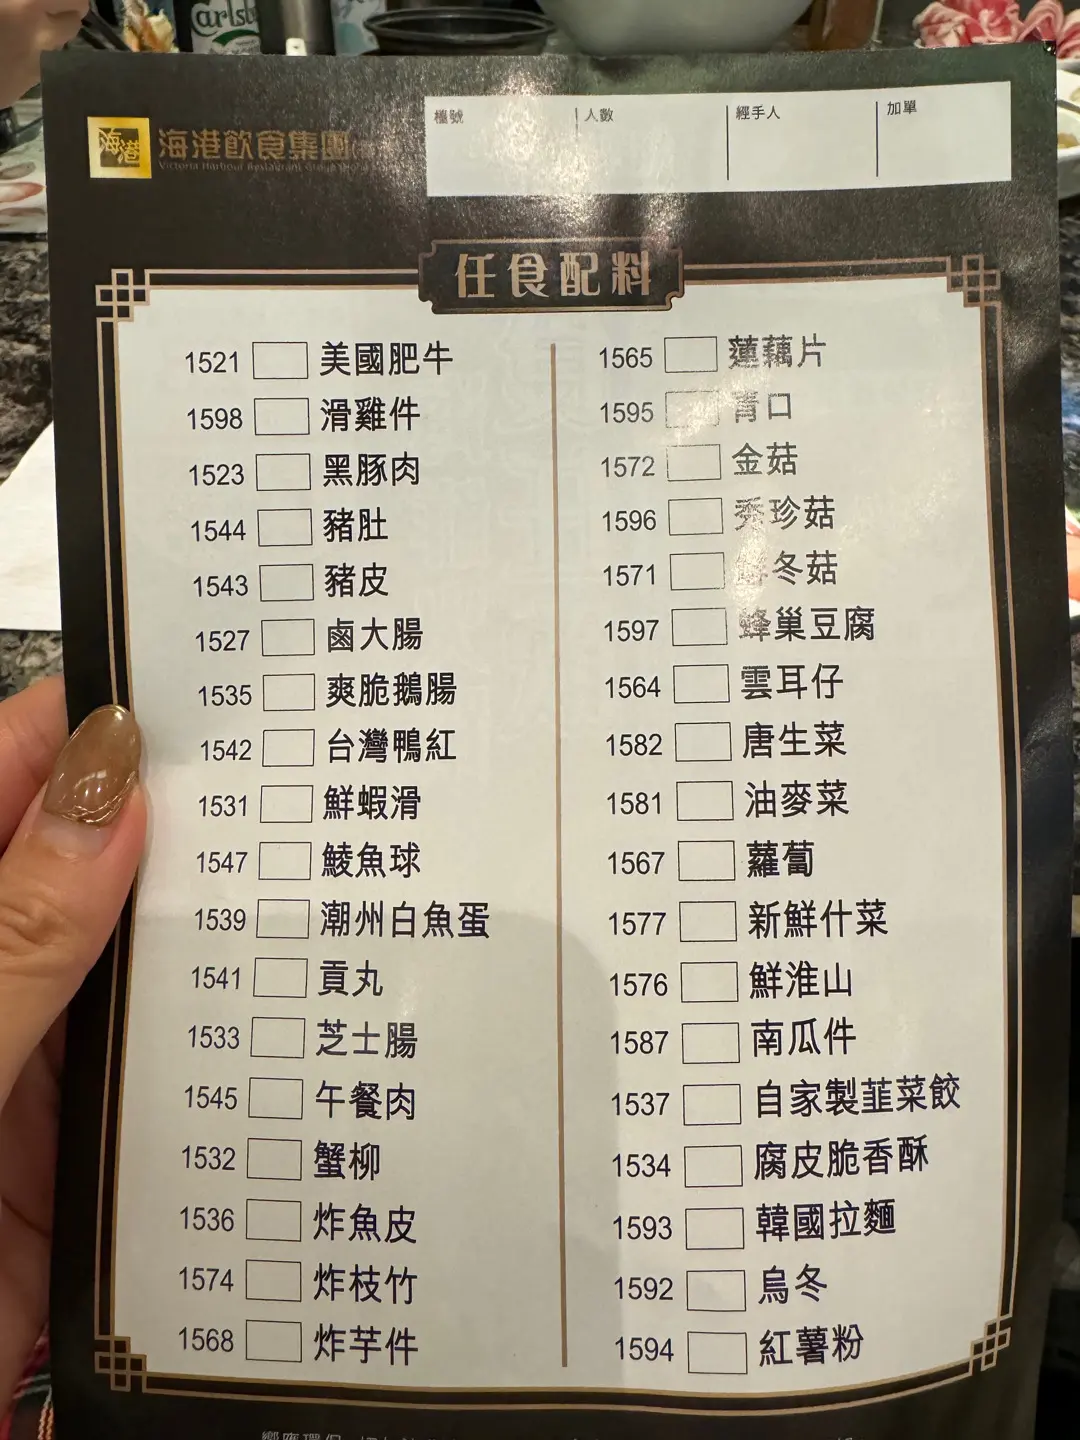 Carlsb
海港
海港飲食集團
Victoria Harbour Restaurant Group
檯號
人數
經手人
加單
任食配料
1521 美國肥牛
1598 滑雞件
1523 黑豚肉
1544 豬肚
1543 豬皮
1527 鹵大腸
1535 爽脆鵝腸
1542 台灣鴨紅
1531 鮮蝦滑
1547 鯪魚球
1539 潮州白魚蛋
1541 貢丸
1533 芝士腸
1545 午餐肉
1532 蟹柳
1536 炸魚皮
1574 炸枝竹
1568 炸芋件
1565 蓮藕片
1595 青口
1572 金菇
1596 秀珍菇
1571 冬菇
1597 蜂巢豆腐
1564 雲耳仔
1582 唐生菜
1581 油麥菜
1567 蘿蔔
1577 新鮮什菜
1576 鮮淮山
1587 南瓜件
1537 自家製韮菜餃
1534 腐皮脆香酥
1593 韓國拉麵
1592 烏冬
1594 紅薯粉